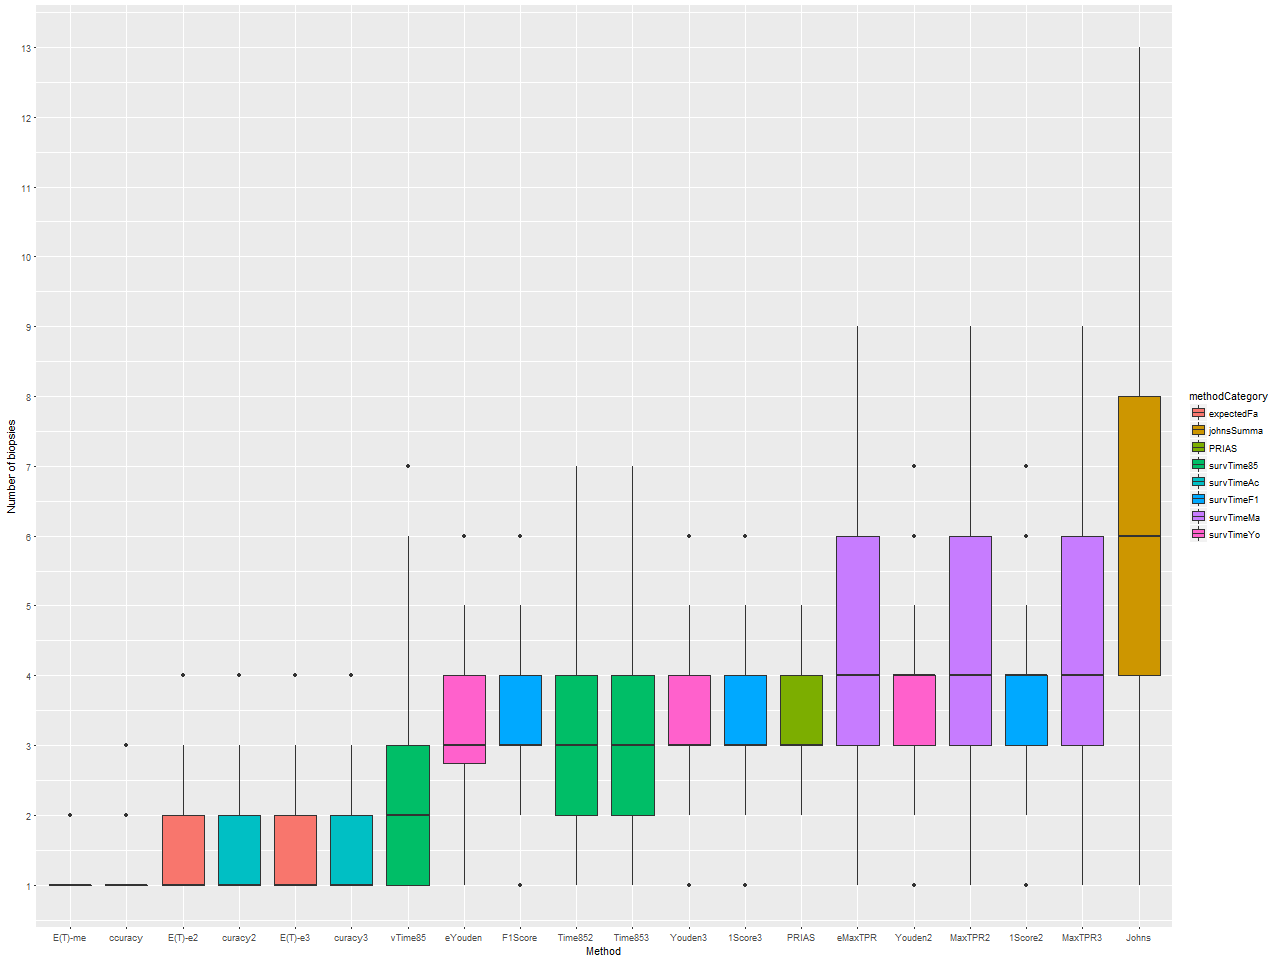 13
12
11
10
9
8
7
6
5
4
3
2
1
Number of biopsies
E(T)-me ccuracy E(T)-e2 curacy2 E(T)-e3 curacy3 vTime85 eYouden F1Score Time852 Time853 Youden3 1Score3 PRIAS eMaxTPR Youden2 MaxTPR2 1Score2 MaxTPR3 Johns
Method
methodCategory
expectedFa
johnsSumma
PRIAS
survTime85
survTimeAc
survTimeF1
survTimeMa
survTimeYo